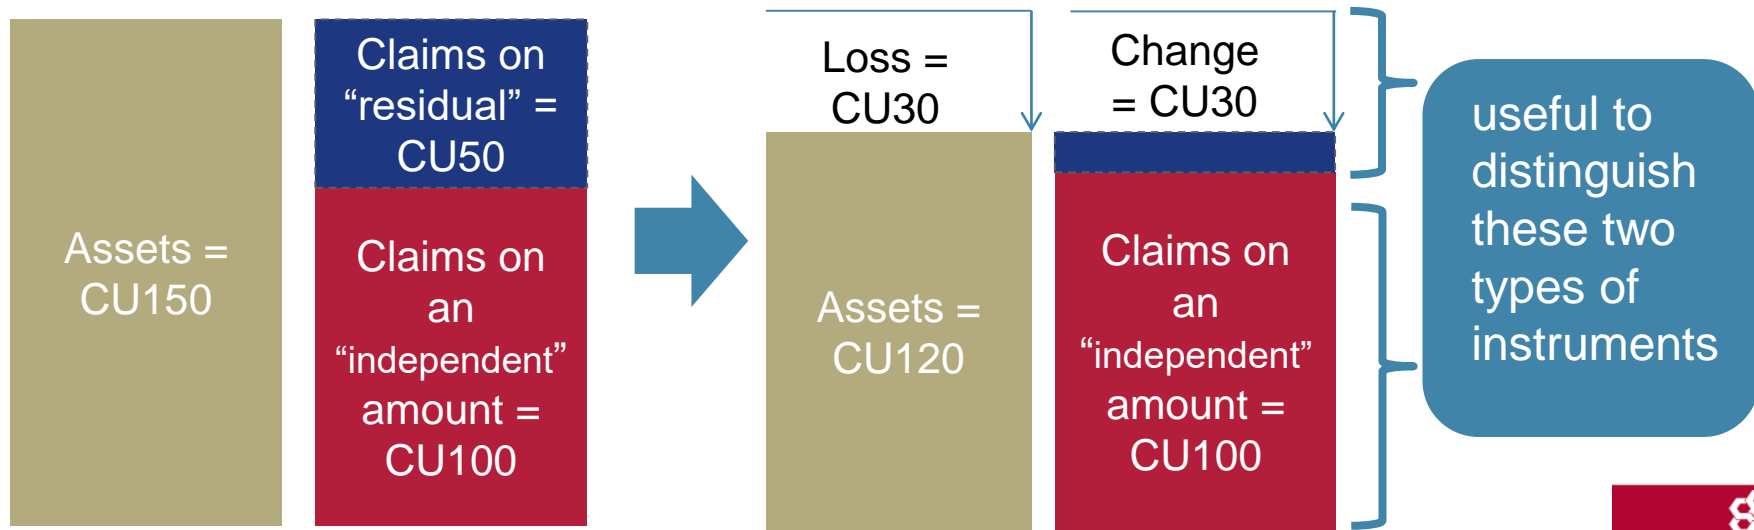 Assets =
CU150
Claims on
“residual” =
CU50
Claims on
an
“independent”
amount =
CU100
Loss =
CU30
Assets =
CU120
Change
= CU30
Claims on
an
“independent”
amount =
CU100
useful to
distinguish
these two
types of
instruments